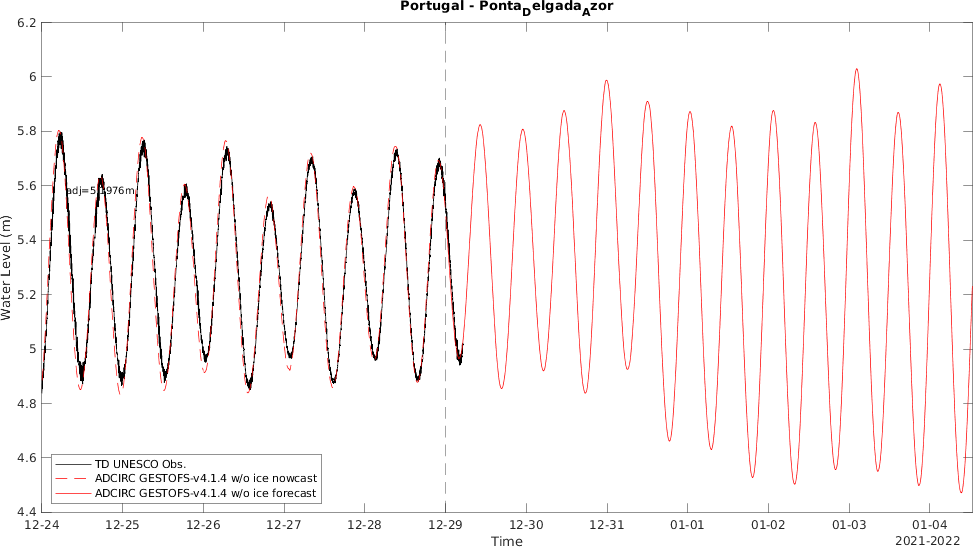 Portugal - Ponta_Delgada_Azor
6.2
6
5.8
5.6
5.4
5.2
5
4.8
4.6
4.4
Water Level (m)
TD UNESCO Obs.
ADCIRC GESTOFS-v4.1.4 w/o ice nowcast
ADCIRC GESTOFS-v4.1.4 w/o ice forecast
12-24 12-25 12-26 12-27 12-28 12-29 12-30 12-31 01-01 01-02 01-03 01-04
Time
2021-2022